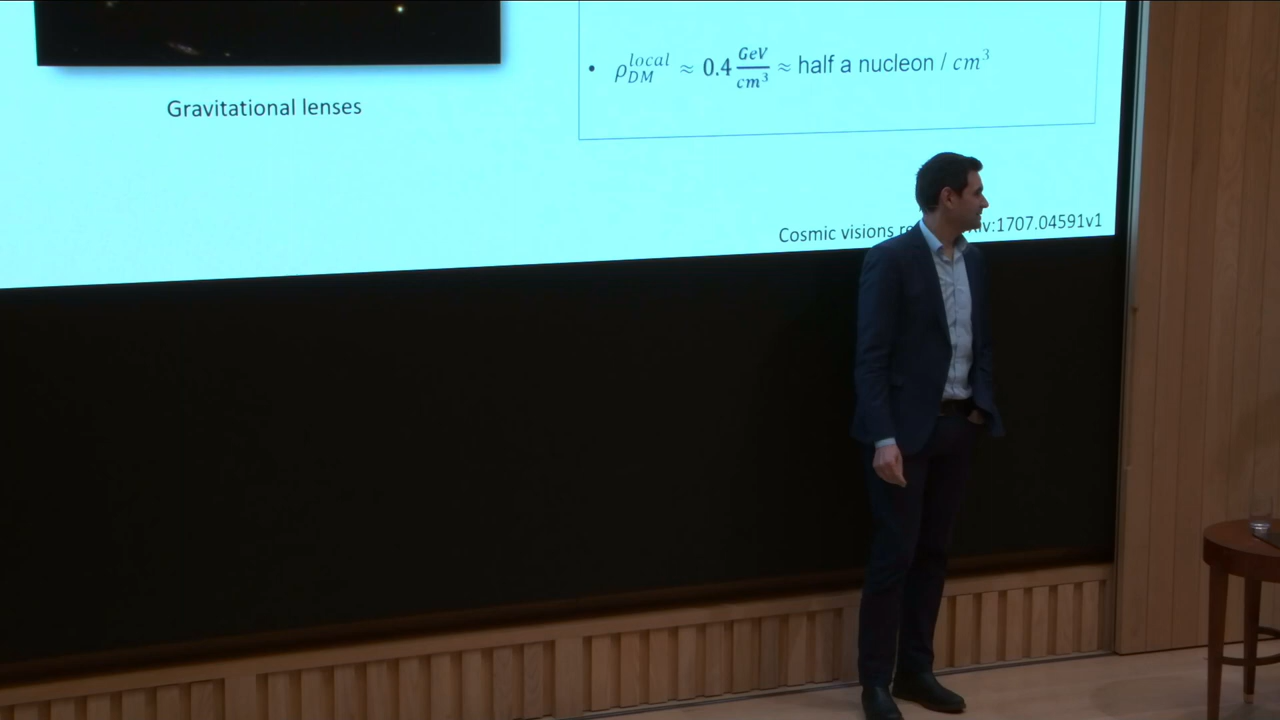 • ρ_DM^local ≈ 0.4 GeV/cm³ ≈ half a nucleon / cm³
Gravitational lenses
Cosmic visions iv:1707.04591v1